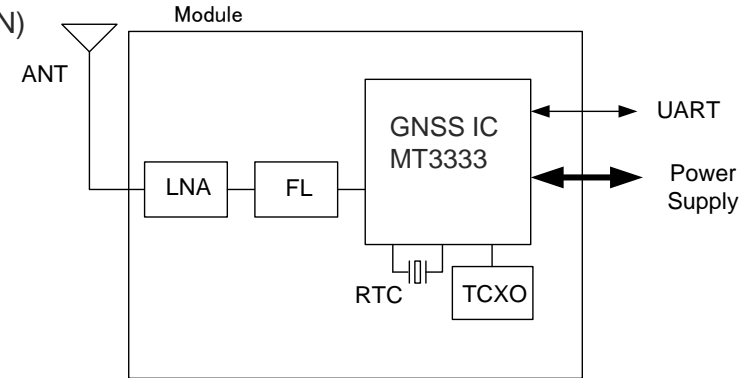 N)
Module
ANT
GNSS IC
MT3333
UART
LNA
FL
Power
Supply
RTC
TCXO